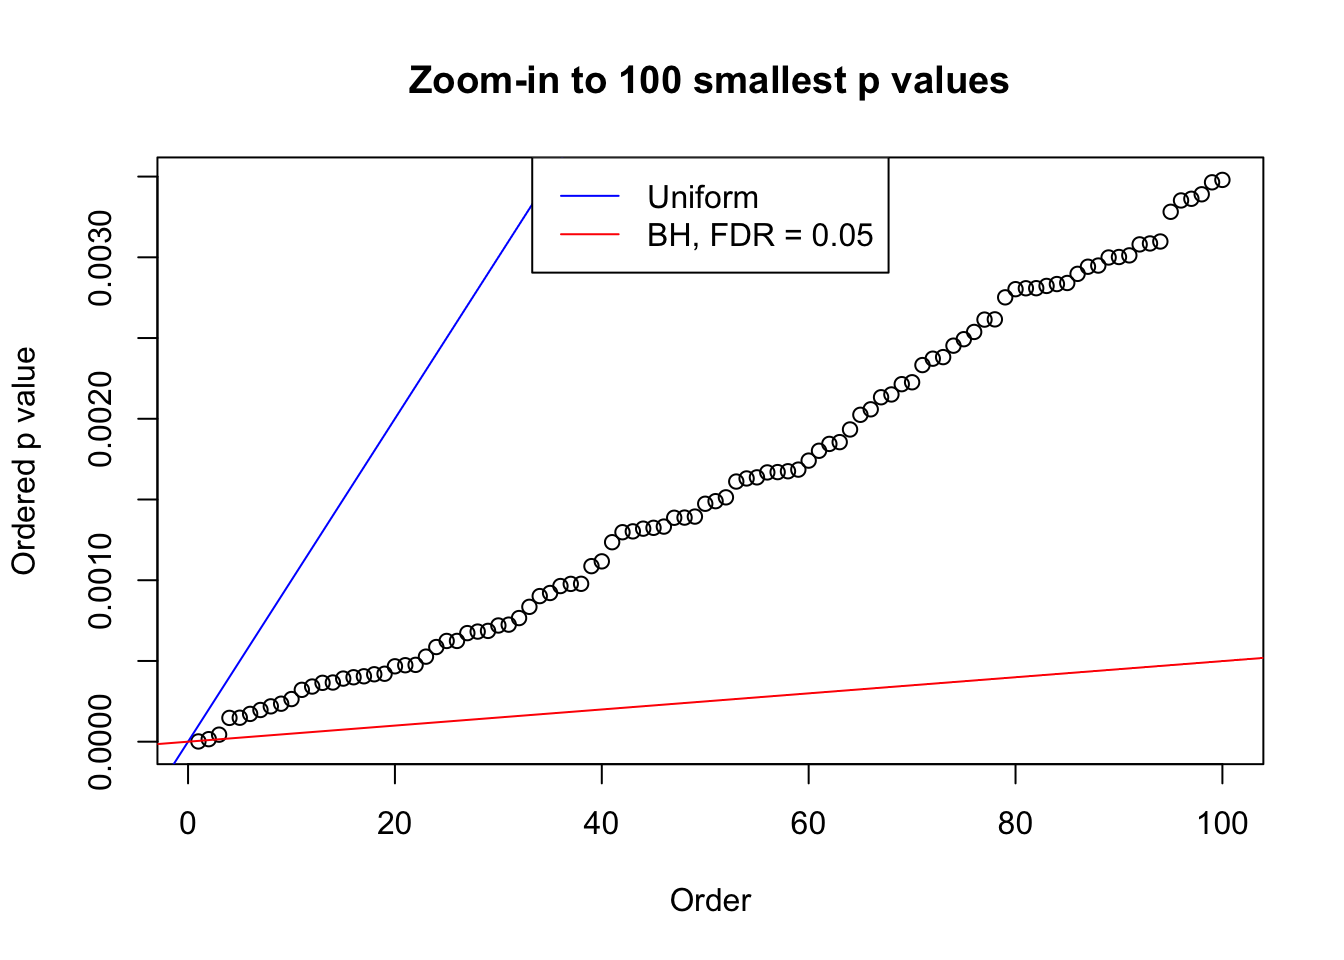 Zoom-in to 100 smallest p values
Uniform
BH, FDR = 0.05
Ordered p value
0.0030
0.0020
0.0010
0.0000
0 20 40 60 80 100
Order